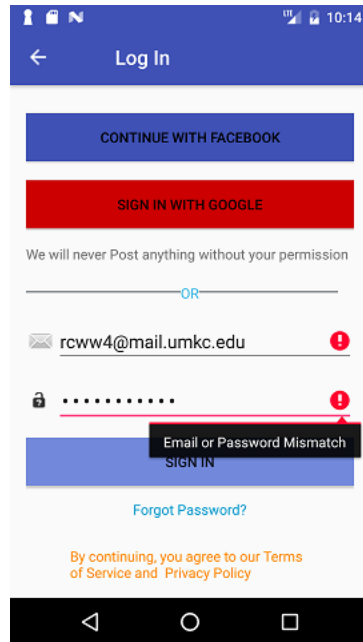 LTE 10:14
Log In
CONTINUE WITH FACEBOOK
SIGN IN WITH GOOGLE
We will never Post anything without your permission
OR
rcww4@mail.umkc.edu
Email or Password Mismatch
SIGN IN
Forgot Password?
By continuing, you agree to our Terms
of Service and Privacy Policy